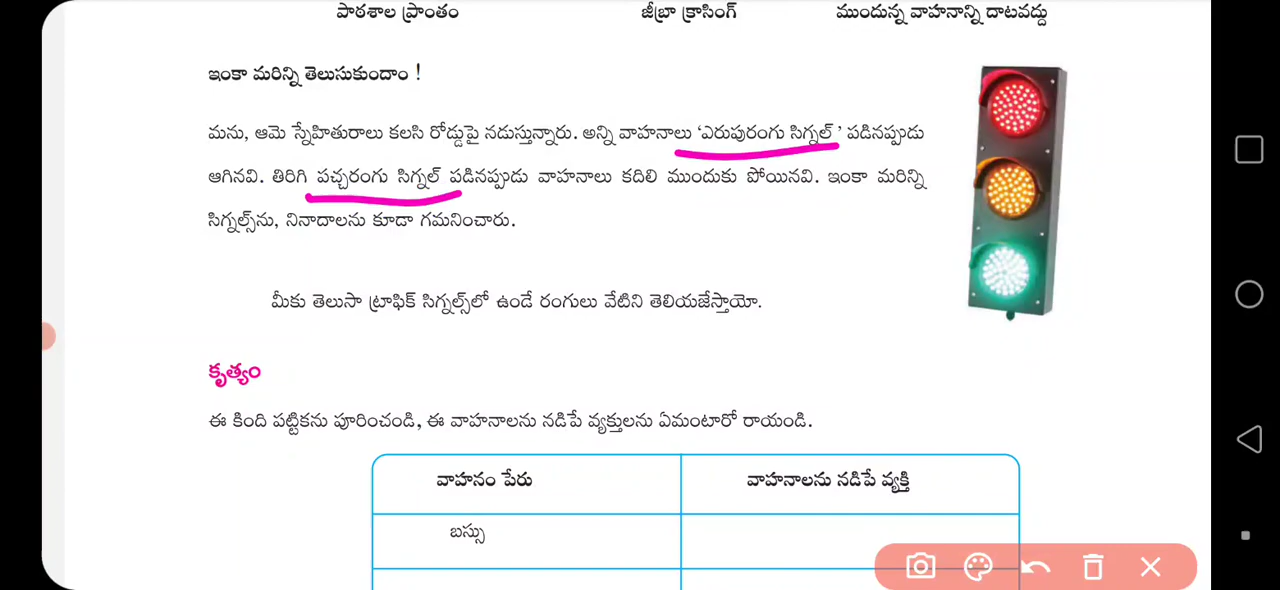 పాఠశాల ప్రాంతం జీబ్రా క్రాసింగ్ ముందున్న వాహనాన్ని దాటవద్దు
ఇంకా మరిన్ని తెలుసుకుందాం !
మను, ఆమె స్నేహితురాలు కలసి రోడ్డుపై నడుస్తున్నారు. అన్ని వాహనాలు ‘ఎరుపురంగు సిగ్నల్’ పడినప్పుడు
ఆగినవి. తిరిగి పచ్చరంగు సిగ్నల్ పడినప్పుడు వాహనాలు కదిలి ముందుకు పోయినవి. ఇంకా మరిన్ని
సిగ్నల్స్‌ను, నినాదాలను కూడా గమనించారు.
మీకు తెలుసా ట్రాఫిక్ సిగ్నల్స్‌లో ఉండే రంగులు వేటిని తెలియజేస్తాయో.
కృత్యం
ఈ కింది పట్టికను పూరించండి, ఈ వాహనాలను నడిపే వ్యక్తులను ఏమంటారో రాయండి.
వాహనం పేరు వాహనాలను నడిపే వ్యక్తి
బస్సు